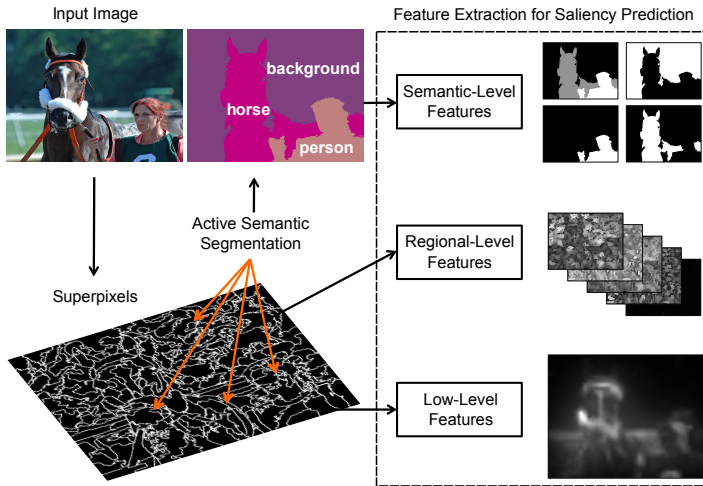 Input Image
Feature Extraction for Saliency Prediction
background
horse
person
Semantic-Level
Features
Active Semantic
Segmentation
Regional-Level
Features
Superpixels
Low-Level
Features